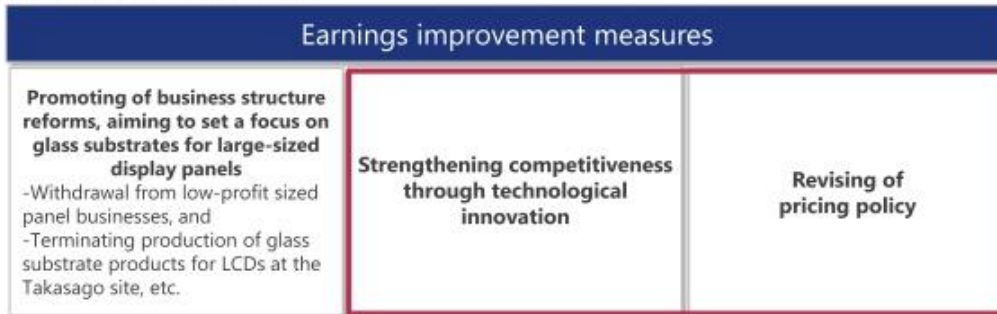 Earnings improvement measures
Promoting of business structure
reforms, aiming to set a focus on
glass substrates for large-sized
display panels
-Withdrawal from low-profit sized
panel businesses, and
-Terminating production of glass
substrate products for LCDs at the
Takasago site, etc.
Strengthening competitiveness
through technological
innovation
Revising of
pricing policy